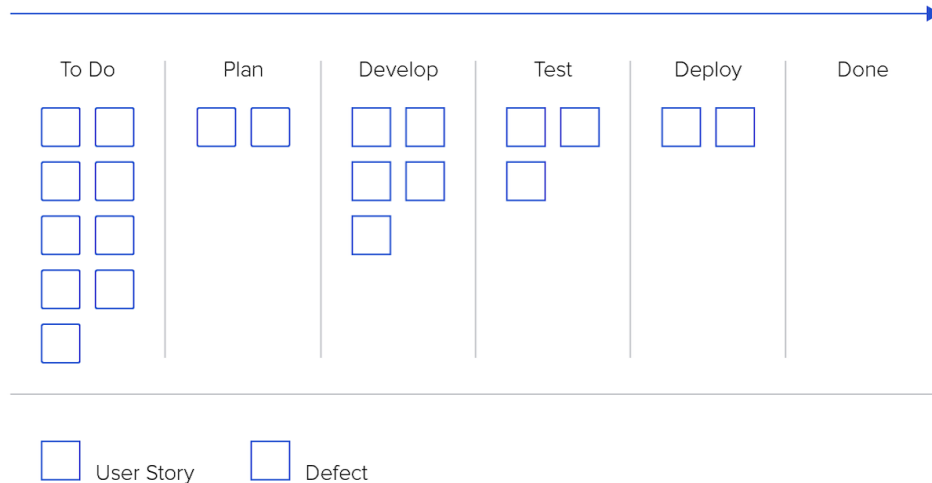 To Do Plan Develop Test Deploy Done
User Story Defect